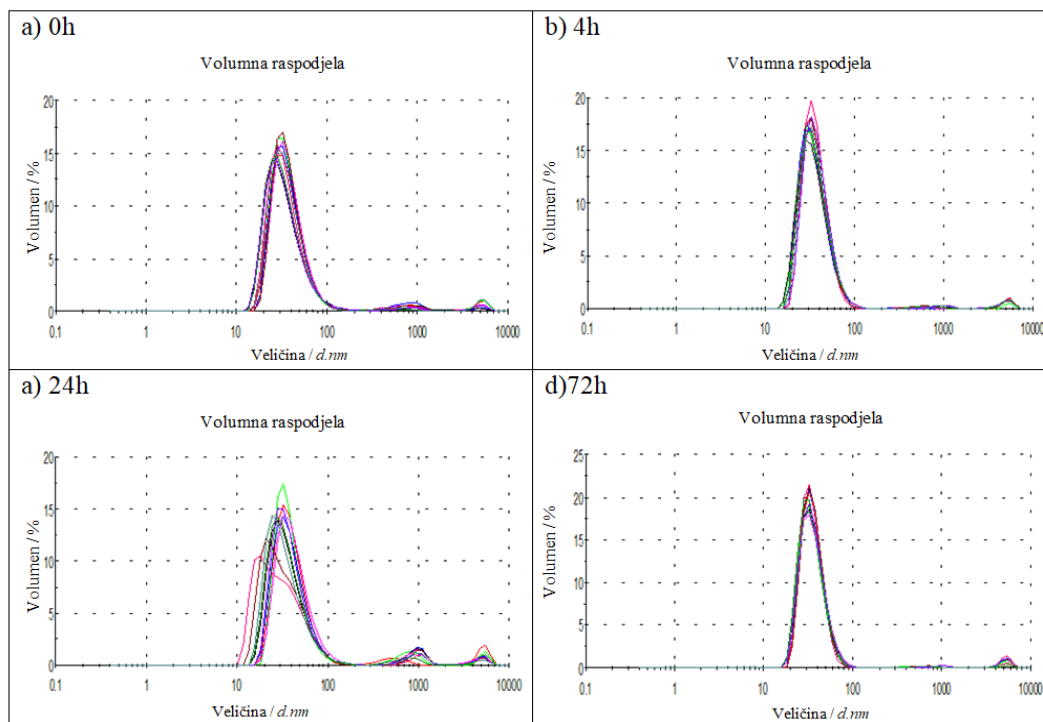 a) 0h
Volumna raspodjela
Volumen / %
20
15
10
5
0
0.1 1 10 100 1000 10000
Veličina / d.nm
b) 4h
Volumna raspodjela
Volumen / %
20
15
10
5
0
0.1 1 10 100 1000 10000
Veličina / d.nm
a) 24h
Volumna raspodjela
Volumen / %
20
15
10
5
0
0.1 1 10 100 1000 10000
Veličina / d.nm
d)72h
Volumna raspodjela
Volumen / %
25
20
15
10
5
0
0.1 1 10 100 1000 10000
Veličina / d.nm